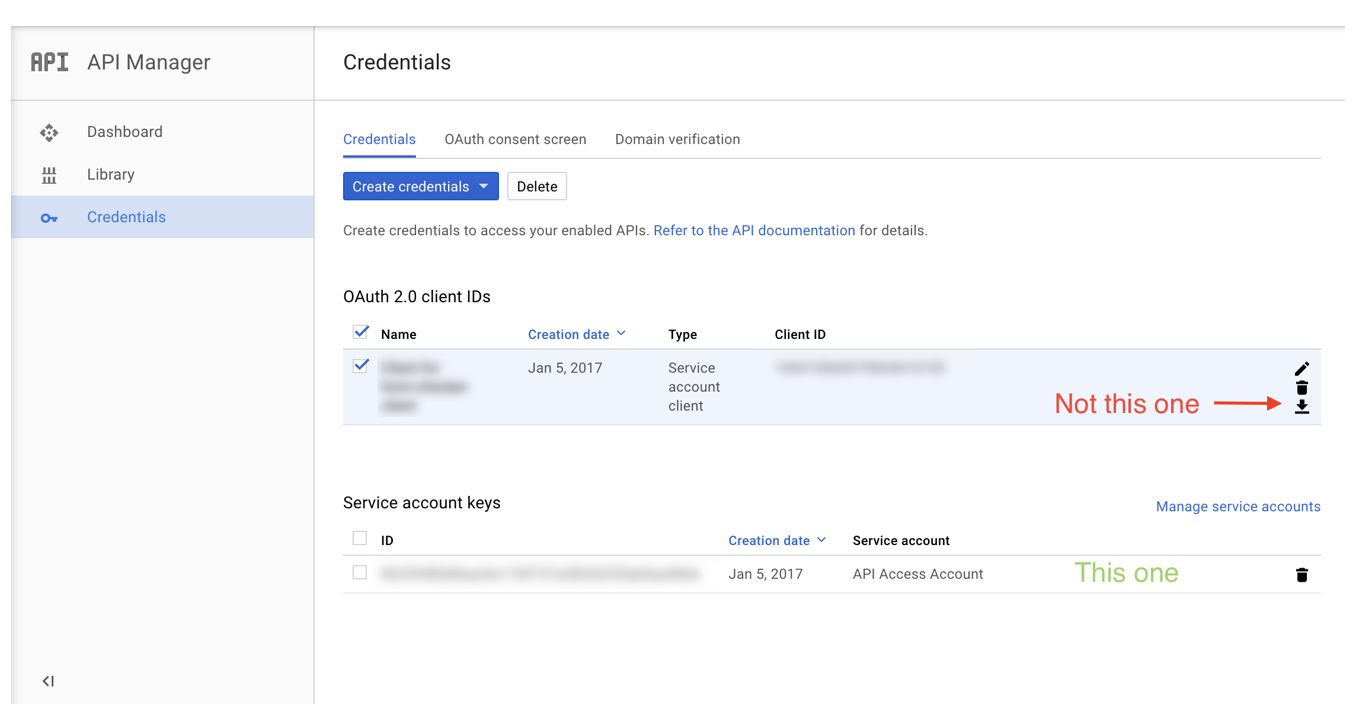 API API Manager
Credentials
Dashboard
Library
Credentials
Credentials OAuth consent screen Domain verification
Create credentials Delete
Create credentials to access your enabled APIs. Refer to the API documentation for details.
OAuth 2.0 client IDs
Name Creation date Type Client ID
Jan 5, 2017 Service
account
client
Not this one
Service account keys
Manage service accounts
ID Creation date Service account
Jan 5, 2017 API Access Account This one